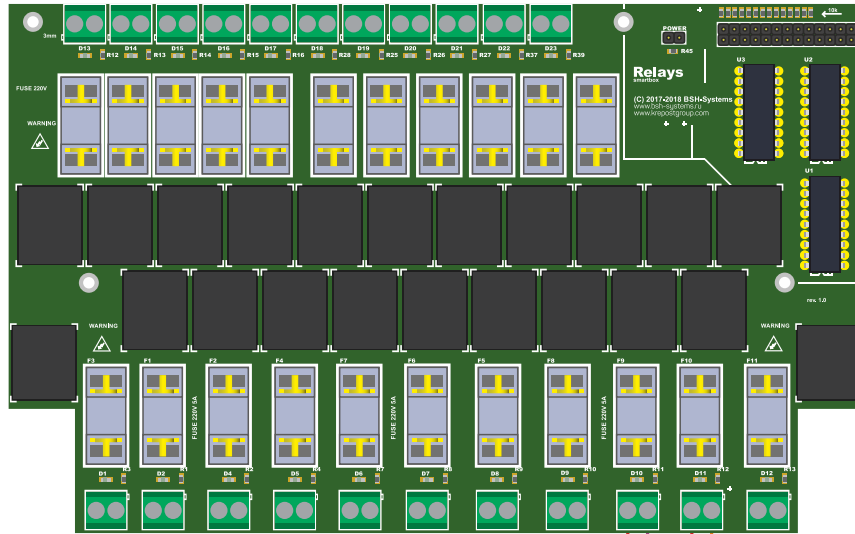 10k
POWER
3mm
D13 R12 D14 R13 D15 R14 D16 R15 D17 R16 D18 R28 D19 R25 D20 R26 D21 R27 D22 R37 D23 R39
R45
U3 U2
Relays
smartbox
FUSE 220V
(C) 2017-2018 BSH-Systems
www.bsh-systems.ru
www.krepostgroup.com
WARNING
U1
rev. 1.0
WARNING
WARNING
F3 F1 F2 F4 F7 F6 F5 F8 F9 F10 F11
FUSE 220V 5A
FUSE 220V 5A
FUSE 220V 5A
D1 R3 D2 R1 D4 R2 D5 R4 D6 R7 D7 R8 D8 R9 D9 R10 D10 R11 D11 R12 D12 R13